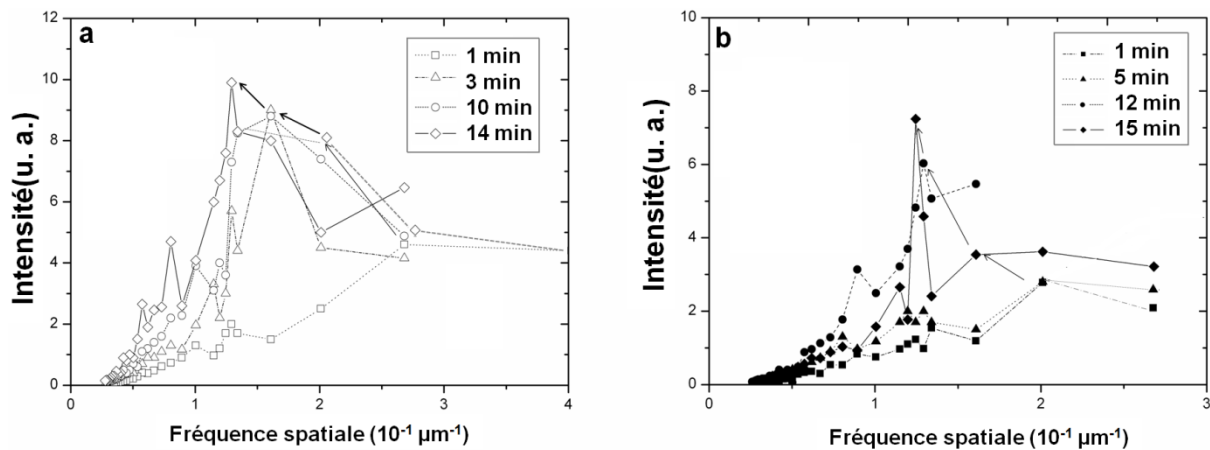 a
12
10
8
6
4
2
0
Intensité(u. a.)
1 min
3 min
10 min
14 min
0 1 2 3 4
Fréquence spatiale (10⁻¹ µm⁻¹)
b
10
8
6
4
2
0
Intensité(u. a.)
1 min
5 min
12 min
15 min
0 1 2 3
Fréquence spatiale (10⁻¹ µm⁻¹)